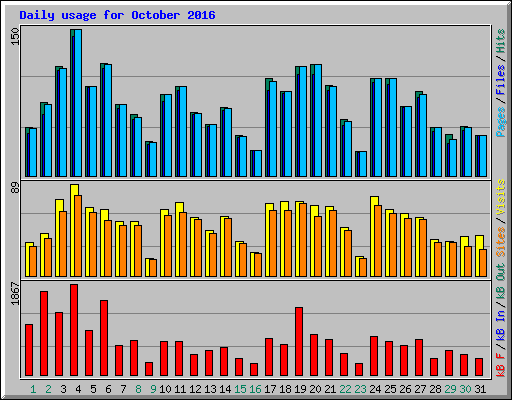 Daily usage for October 2016
150
Pages / Files / Hits
89
Sites / Visits
1867
kB F / kB In / kB Out
1 2 3 4 5 6 7 8 9 10 11 12 13 14 15 16 17 18 19 20 21 22 23 24 25 26 27 28 29 30 31